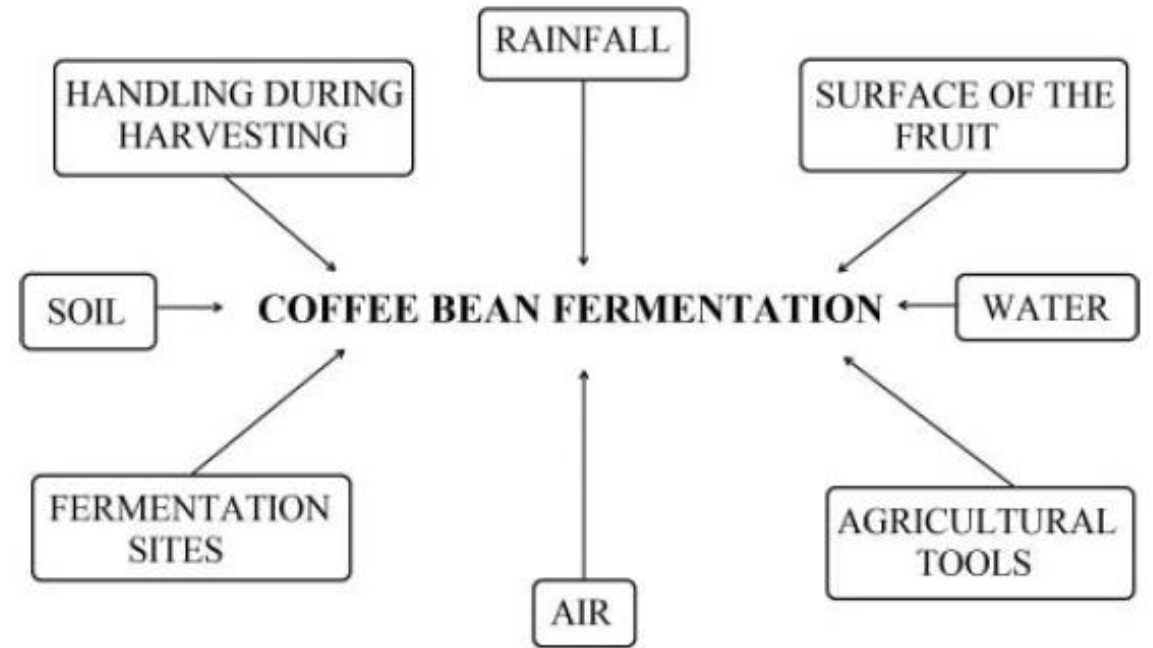 RAINFALL
HANDLING DURING
HARVESTING
SURFACE OF THE
FRUIT
SOIL
COFFEE BEAN FERMENTATION
WATER
FERMENTATION
SITES
AGRICULTURAL
TOOLS
AIR